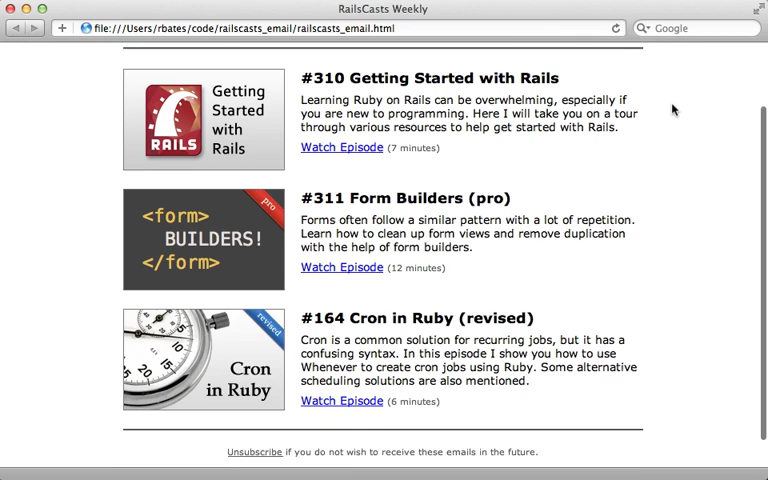 RailsCasts Weekly
file:///Users/rbates/code/railscasts_email/railscasts_email.html
Google
RAILS
Getting
Started
with
Rails
#310 Getting Started with Rails
Learning Ruby on Rails can be overwhelming, especially if
you are new to programming. Here I will take you on a tour
through various resources to help get started with Rails.
Watch Episode (7 minutes)
<form>
BUILDERS!
</form>
pro
#311 Form Builders (pro)
Forms often follow a similar pattern with a lot of repetition.
Learn how to clean up form views and remove duplication
with the help of form builders.
Watch Episode (12 minutes)
revised
Cron
in Ruby
#164 Cron in Ruby (revised)
Cron is a common solution for recurring jobs, but it has a
confusing syntax. In this episode I show you how to use
Whenever to create cron jobs using Ruby. Some alternative
scheduling solutions are also mentioned.
Watch Episode (6 minutes)
Unsubscribe if you do not wish to receive these emails in the future.